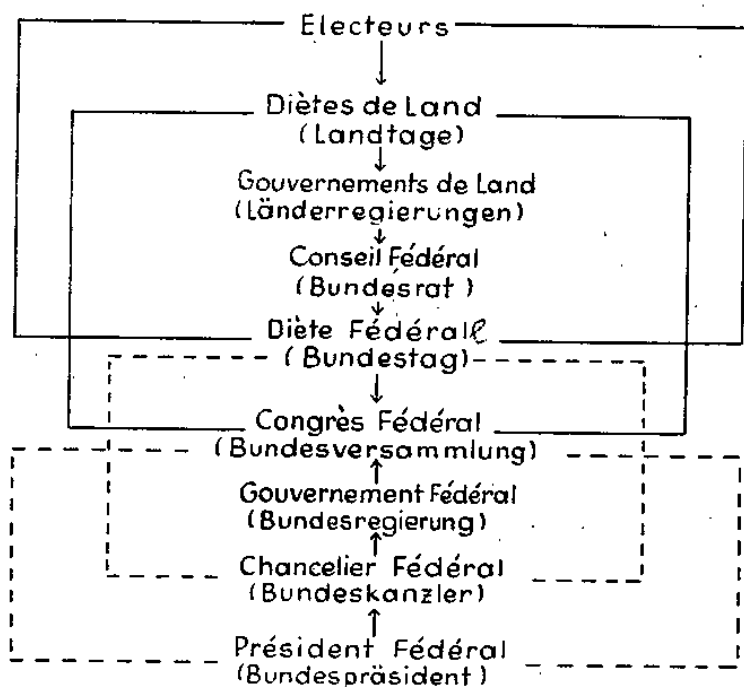 Electeurs
Diètes de Land
(Landtage)
Gouvernements de Land
(Länderregierungen)
Conseil Fédéral
(Bundesrat)
Diète Fédérale
(Bundestag)
Congrès Fédéral
(Bundesversammlung)
Gouvernement Fédéral
(Bundesregierung)
Chancelier Fédéral
(Bundeskanzler)
Président Fédéral
(Bundespräsident)